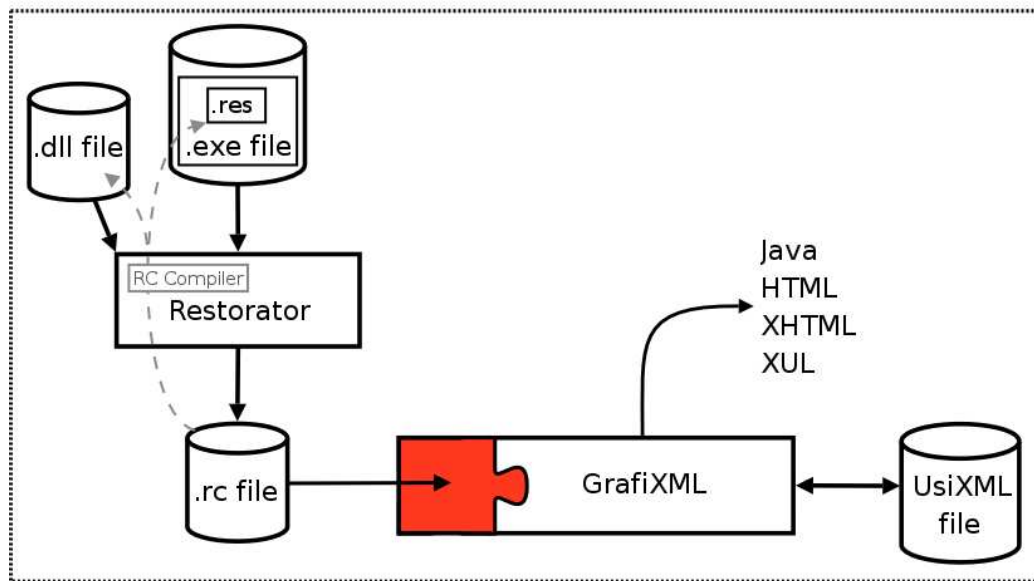 .res
.dll file
.exe file
RC Compiler
Restorator
Java
HTML
XHTML
XUL
.rc file
GrafiXML
UsiXML
file